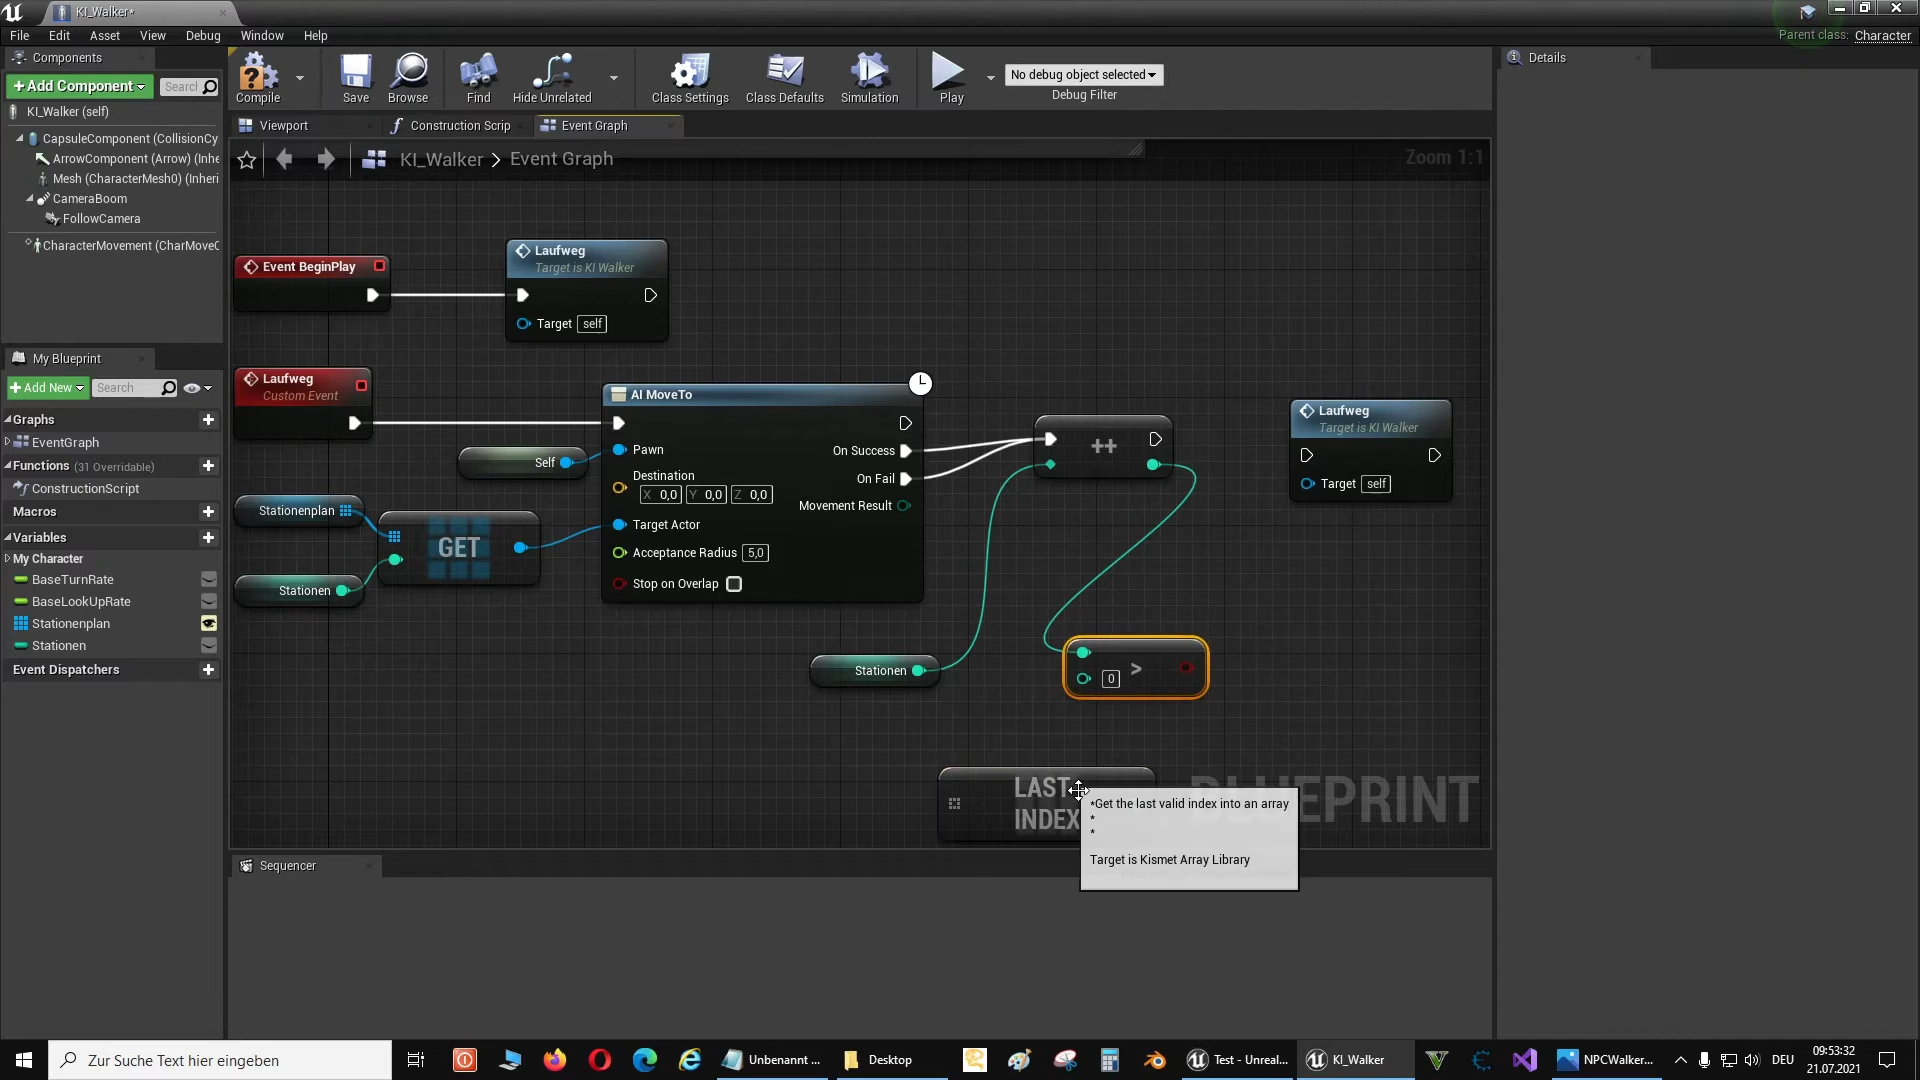 KI_Walker*
File Edit Asset View Debug Window Help
Parent class: Character
Components
Add Component
Search
KI_Walker (self)
CapsuleComponent (CollisionCy
ArrowComponent (Arrow) (Inhe
Mesh (CharacterMesh0) (Inheri
CameraBoom
FollowCamera
CharacterMovement (CharMoveC
Compile
Save
Browse
Find
Hide Unrelated
Class Settings
Class Defaults
Simulation
Play
No debug object selected
Debug Filter
Details
Viewport
Construction Scrip
Event Graph
KI_Walker > Event Graph
Zoom 1:1
My Blueprint
+Add New
Search
Graphs
EventGraph
Functions (31 Overridable)
ConstructionScript
Macros
Variables
My Character
BaseTurnRate
BaseLookUpRate
Stationenplan
Stationen
Event Dispatchers
Event BeginPlay
Laufweg
Target is KI Walker
Target self
Laufweg
Custom Event
AI MoveTo
Self
Pawn
Destination
X 0,0 Y 0,0 Z 0,0
Target Actor
Acceptance Radius 5,0
Stop on Overlap
On Success
On Fail
Movement Result
Stationenplan
GET
Stationen
++
Laufweg
Target is KI Walker
Target self
Stationen
0 >
LAST
INDEX
BLUEPRINT
*Get the last valid index into an array
*
*
Target is Kismet Array Library
Sequencer
Zur Suche Text hier eingeben
Unbenannt ...
Desktop
Test - Unreal...
KI_Walker
NPCWalker...
DEU
09:53:32
21.07.2021